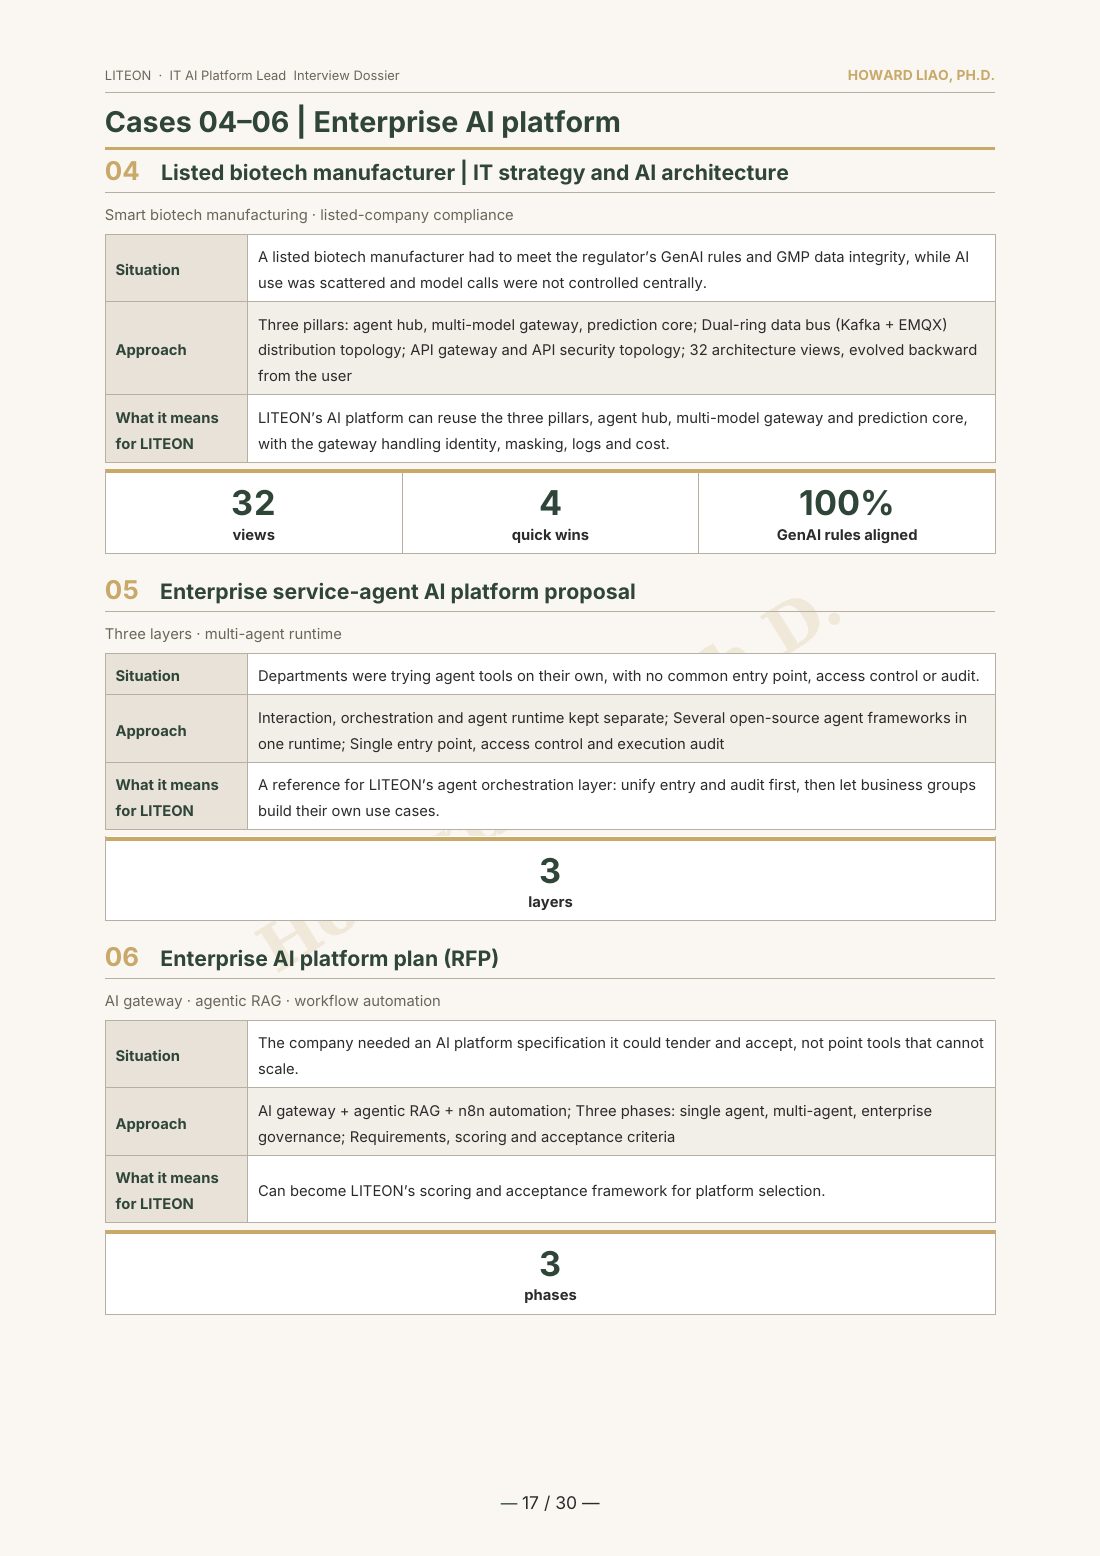 LITEON · IT AI Platform Lead Interview Dossier
HOWARD LIAO, PH.D.
Cases 04–06 | Enterprise AI platform
04 Listed biotech manufacturer | IT strategy and AI architecture
Smart biotech manufacturing · listed-company compliance
Situation
A listed biotech manufacturer had to meet the regulator’s GenAI rules and GMP data integrity, while AI
use was scattered and model calls were not controlled centrally.
Approach
Three pillars: agent hub, multi-model gateway, prediction core; Dual-ring data bus (Kafka + EMQX)
distribution topology; API gateway and API security topology; 32 architecture views, evolved backward
from the user
What it means
for LITEON
LITEON’s AI platform can reuse the three pillars, agent hub, multi-model gateway and prediction core,
with the gateway handling identity, masking, logs and cost.
32
views
4
quick wins
100%
GenAI rules aligned
05 Enterprise service-agent AI platform proposal
Three layers · multi-agent runtime
Situation
Departments were trying agent tools on their own, with no common entry point, access control or audit.
Approach
Interaction, orchestration and agent runtime kept separate; Several open-source agent frameworks in
one runtime; Single entry point, access control and execution audit
What it means
for LITEON
A reference for LITEON’s agent orchestration layer: unify entry and audit first, then let business groups
build their own use cases.
3
layers
06 Enterprise AI platform plan (RFP)
AI gateway · agentic RAG · workflow automation
Situation
The company needed an AI platform specification it could tender and accept, not point tools that cannot
scale.
Approach
AI gateway + agentic RAG + n8n automation; Three phases: single agent, multi-agent, enterprise
governance; Requirements, scoring and acceptance criteria
What it means
for LITEON
Can become LITEON’s scoring and acceptance framework for platform selection.
3
phases
— 17 / 30 —